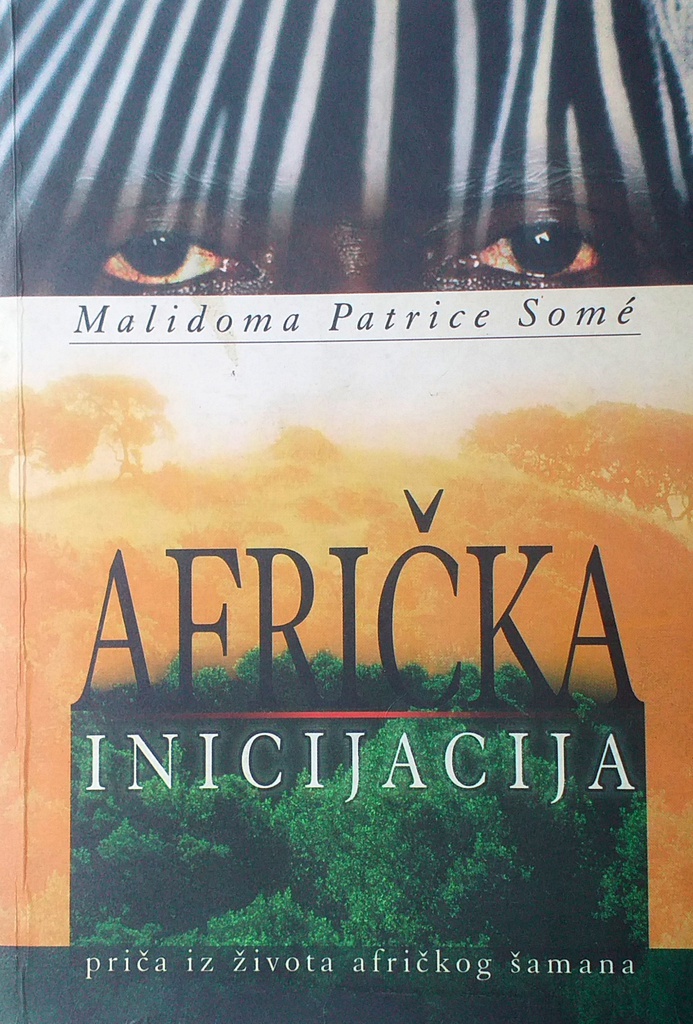 Malidoma Patrice Somé
AFRIČKA
INICIJACIJA
priča iz života afričkog šamana